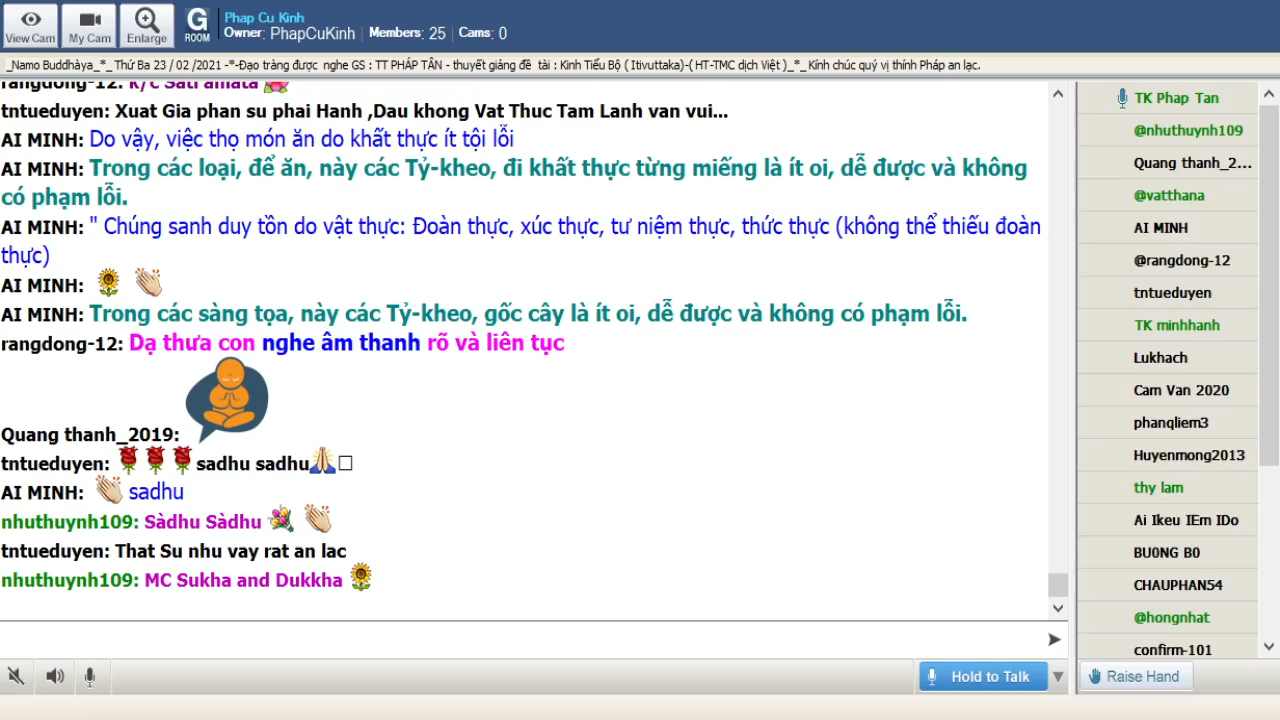 View Cam
My Cam
Enlarge
G
ROOM
Phap Cu Kinh
Owner: PhapCuKinh | Members: 25 | Cams: 0
_Namo Buddhàya_*_ Thứ Ba 23 / 02 /2021 -*-Đạo tràng được nghe GS : TT PHÁP TÂN - thuyết giảng đề tài : Kinh Tiểu Bộ ( Itivuttaka)-( HT-TMC dịch Việt )_*_ Kính chúc quý vị thính Pháp an lạc.
rangdong-12: k/c Sati aniata
tntueduyen: Xuat Gia phan su phai Hanh ,Dau khong Vat Thuc Tam Lanh van vui...
AI MINH: Do vậy, việc thọ món ăn do khất thực ít tội lỗi
AI MINH: Trong các loại, để ăn, này các Tỷ-kheo, đi khất thực từng miếng là ít oi, dễ được và không
có phạm lỗi.
AI MINH: " Chúng sanh duy tồn do vật thực: Đoàn thực, xúc thực, tư niệm thực, thức thực (không thể thiếu đoàn
thực)
AI MINH:
AI MINH: Trong các sàng tọa, này các Tỷ-kheo, gốc cây là ít oi, dễ được và không có phạm lỗi.
rangdong-12: Dạ thưa con nghe âm thanh rõ và liên tục
Quang thanh_2019:
tntueduyen: sadhu sadhu
AI MINH: sadhu
nhuthuynh109: Sàdhu Sàdhu
tntueduyen: That Su nhu vay rat an lac
nhuthuynh109: MC Sukha and Dukkha
Hold to Talk
TK Phap Tan
@nhuthuynh109
Quang thanh_2...
@vatthana
AI MINH
@rangdong-12
tntueduyen
TK minhhanh
Lukhach
Cam Van 2020
phanqliem3
Huyenmong2013
thy lam
Ai Ikeu IEm IDo
BU0NG B0
CHAUPHAN54
@hongnhat
confirm-101
Raise Hand